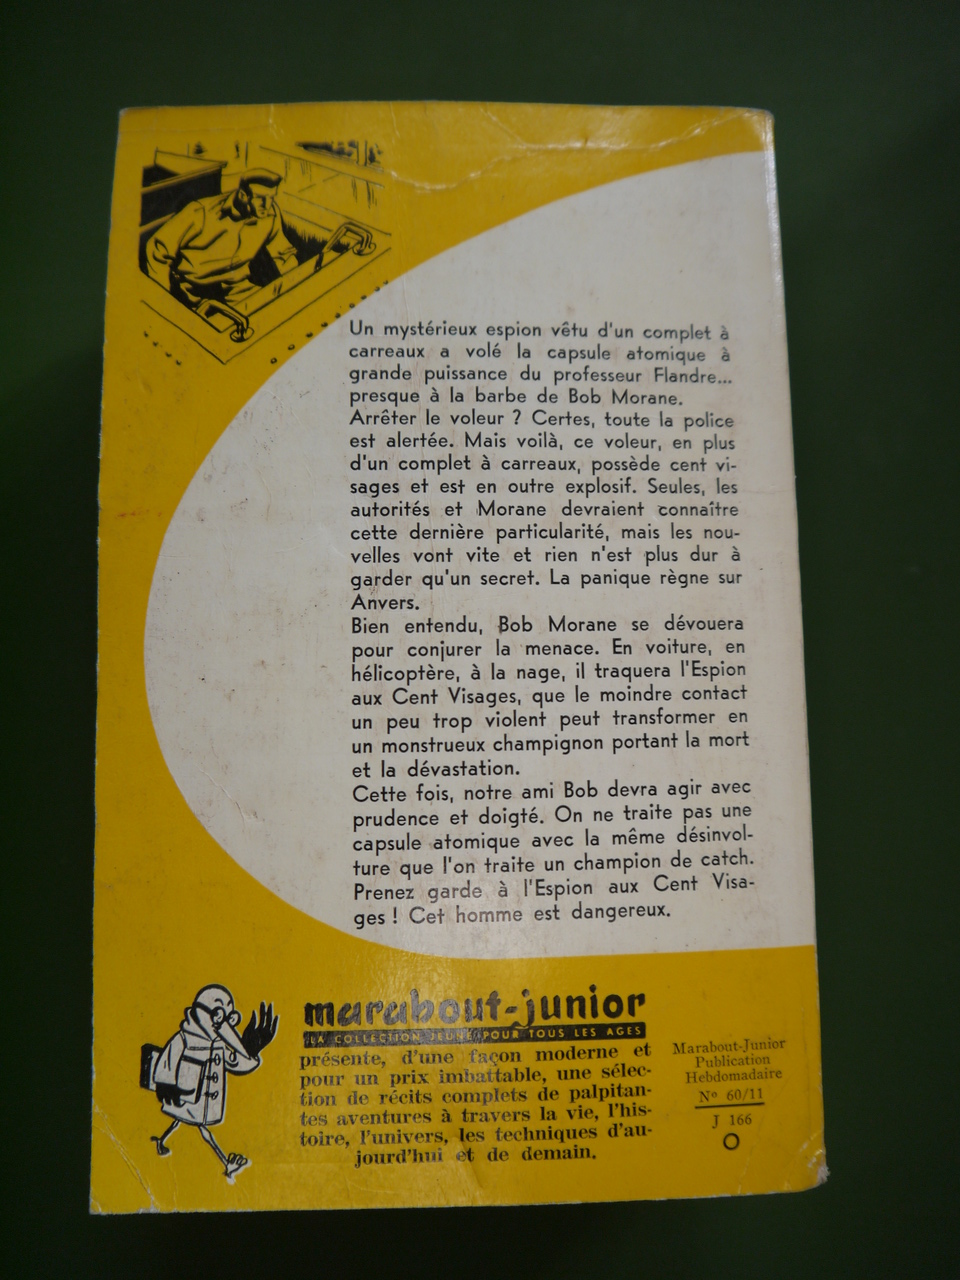 Un mystérieux espion vêtu d'un complet à
carreaux a volé la capsule atomique à
grande puissance du professeur Flandre...
presque à la barbe de Bob Morane.
Arrêter le voleur ? Certes, toute la police
est alertée. Mais voilà, ce voleur, en plus
d'un complet à carreaux, possède cent vi-
sages et est en outre explosif. Seules, les
autorités et Morane devraient connaître
cette dernière particularité, mais les nou-
velles vont vite et rien n'est plus dur à
garder qu'un secret. La panique règne sur
Anvers.
Bien entendu, Bob Morane se dévouera
pour conjurer la menace. En voiture, en
hélicoptère, à la nage, il traquera l'Espion
aux Cent Visages, que le moindre contact
un peu trop violent peut transformer en
un monstrueux champignon portant la mort
et la dévastation.
Cette fois, notre ami Bob devra agir avec
prudence et doigté. On ne traite pas une
capsule atomique avec la même désinvol-
ture que l'on traite un champion de catch.
Prenez garde à l'Espion aux Cent Visa-
ges ! Cet homme est dangereux.
marabout-junior
LA COLLECTION JEUNE POUR TOUS LES AGES
présente, d'une façon moderne et
pour un prix imbattable, une sélec-
tion de récits complets de palpitan-
tes aventures à travers la vie, l'his-
toire, l'univers, les techniques d'au-
jourd'hui et de demain.
Marabout-Junior
Publication
Hebdomadaire
Nº 60/11
J 166
O